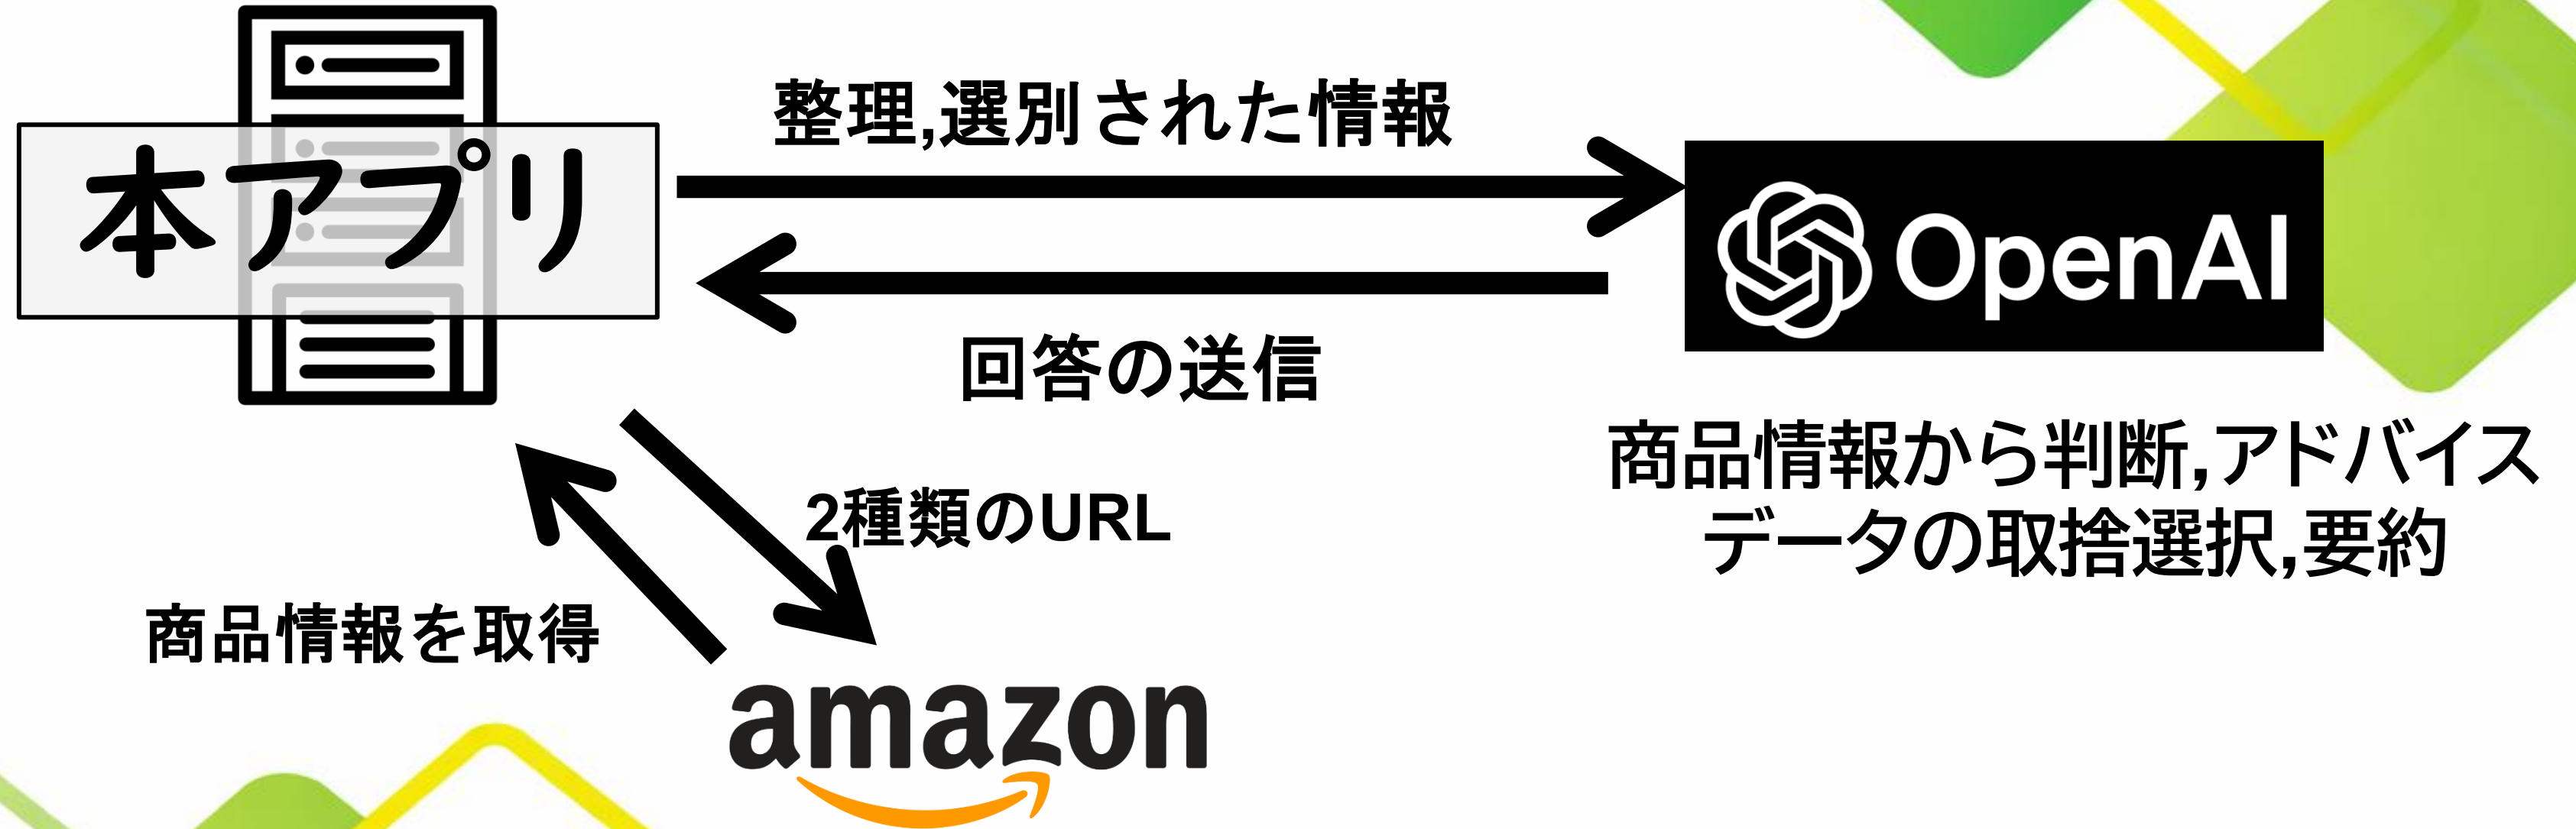 本アプリ
整理,選別された情報
OpenAI
回答の送信
商品情報から判断,アドバイス
データの取捨選択,要約
2種類のURL
商品情報を取得
amazon